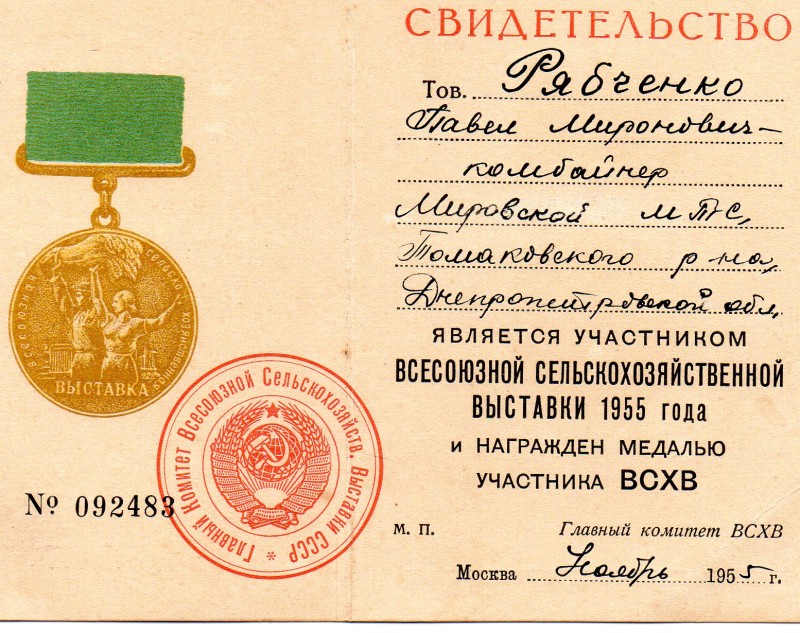 СВИДЕТЕЛЬСТВО
Тов. Рябченко
Павел Миронович –
комбайнер
Мировской МТС,
Томаковского р-на,
Днепропетровской обл.
ЯВЛЯЕТСЯ УЧАСТНИКОМ
ВСЕСОЮЗНОЙ СЕЛЬСКОХОЗЯЙСТВЕННОЙ
ВЫСТАВКИ 1955 года
и НАГРАЖДЕН МЕДАЛЬЮ
УЧАСТНИКА ВСХВ
М. П. Главный комитет ВСХВ
Москва Ноябрь 1955 г.
ВСЕСОЮЗНАЯ СЕЛЬСКОХОЗЯЙСТВЕННАЯ
ВЫСТАВКА
Главный Комитет Всесоюзной Сельскохозяйств. Выставки СССР *
№ 092483